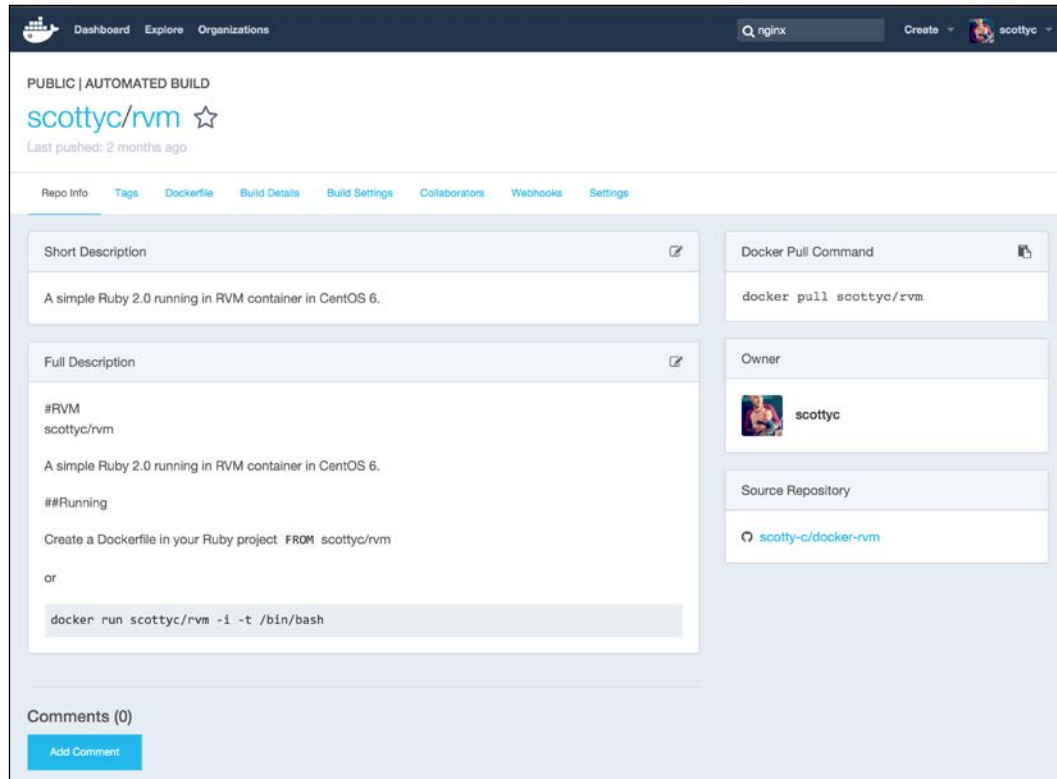 Dashboard Explore Organizations nginx Create scottyc
PUBLIC | AUTOMATED BUILD
scottyc/rvm
Last pushed: 2 months ago
Repo Info Tags Dockerfile Build Details Build Settings Collaborators Webhooks Settings
Short Description
A simple Ruby 2.0 running in RVM container in CentOS 6.
Full Description
#RVM
scottyc/rvm
A simple Ruby 2.0 running in RVM container in CentOS 6.
##Running
Create a Dockerfile in your Ruby project FROM scottyc/rvm
or
docker run scottyc/rvm -i -t /bin/bash
Comments (0)
Add Comment
Docker Pull Command
docker pull scottyc/rvm
Owner
scottyc
Source Repository
scotty-c/docker-rvm